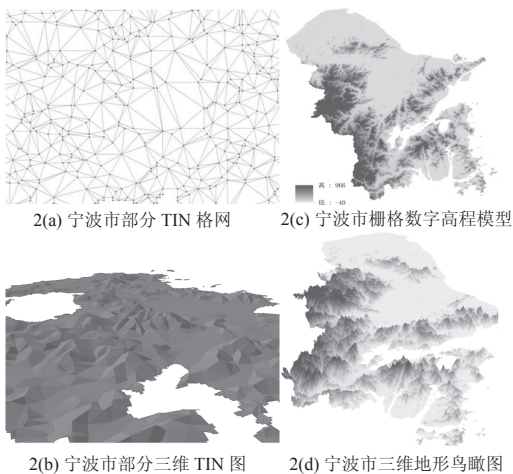 高 : 966
低 : -40
2(a) 宁波市部分 TIN 格网
2(c) 宁波市栅格数字高程模型
2(b) 宁波市部分三维 TIN 图
2(d) 宁波市三维地形鸟瞰图